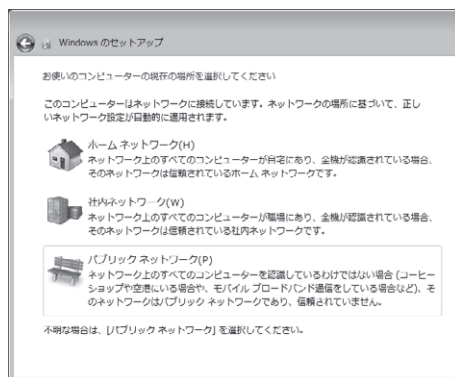 Windows のセットアップ
お使いのコンピューターの現在の場所を選択してください
このコンピューターはネットワークに接続しています。ネットワークの場所に基づいて、正し
いネットワーク設定が自動的に適用されます。
ホーム ネットワーク(H)
ネットワーク上のすべてのコンピューターが自宅にあり、全機が認識されている場合、
そのネットワークは信頼されているホーム ネットワークです。
社内ネットワーク(W)
ネットワーク上のすべてのコンピューターが職場にあり、全機が認識されている場合、
そのネットワークは信頼されている社内ネットワークです。
パブリック ネットワーク(P)
ネットワーク上のすべてのコンピューターを認識しているわけではない場合 (コーヒー
ショップや空港にいる場合や、モバイル ブロードバンド通信をしている場合など)、そ
のネットワークはパブリック ネットワークであり、信頼されていません。
不明な場合は、[パブリック ネットワーク] を選択してください。